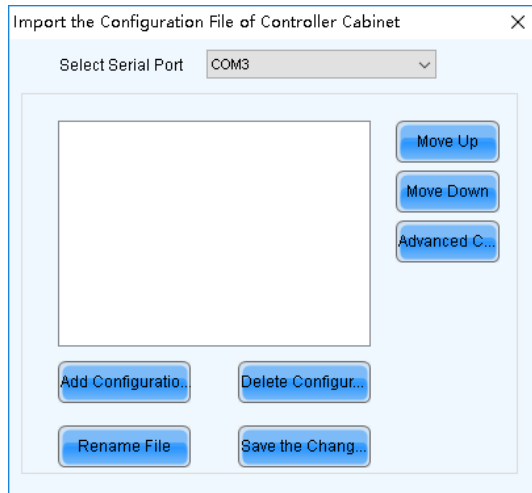 Import the Configuration File of Controller Cabinet
Select Serial Port COM3
Move Up
Move Down
Advanced C...
Add Configuratio...
Delete Configur...
Rename File
Save the Chang...